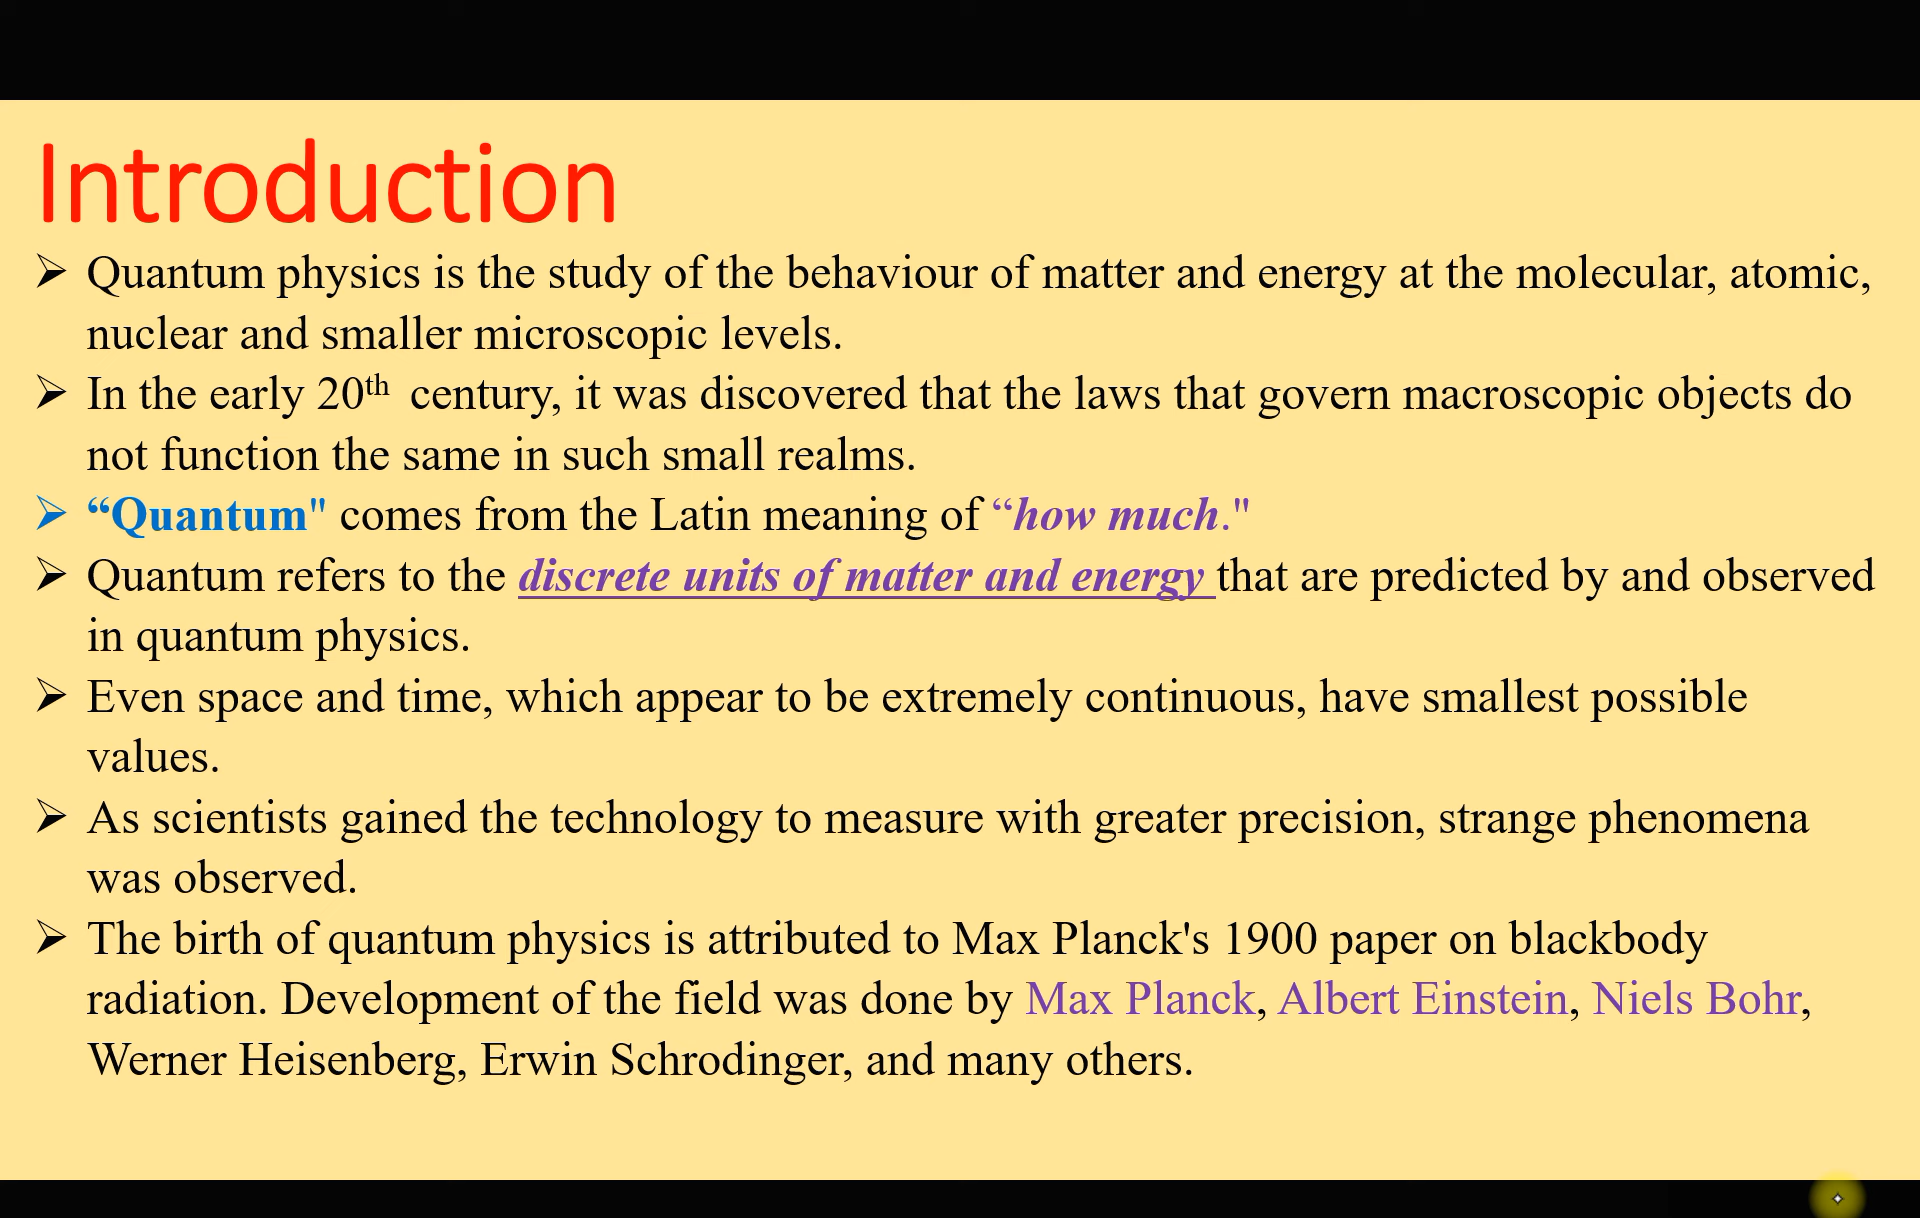 Introduction
➢ Quantum physics is the study of the behaviour of matter and energy at the molecular, atomic,
nuclear and smaller microscopic levels.
➢ In the early 20th century, it was discovered that the laws that govern macroscopic objects do
not function the same in such small realms.
➢ “Quantum" comes from the Latin meaning of “how much."
➢ Quantum refers to the discrete units of matter and energy that are predicted by and observed
in quantum physics.
➢ Even space and time, which appear to be extremely continuous, have smallest possible
values.
➢ As scientists gained the technology to measure with greater precision, strange phenomena
was observed.
➢ The birth of quantum physics is attributed to Max Planck's 1900 paper on blackbody
radiation. Development of the field was done by Max Planck, Albert Einstein, Niels Bohr,
Werner Heisenberg, Erwin Schrodinger, and many others.